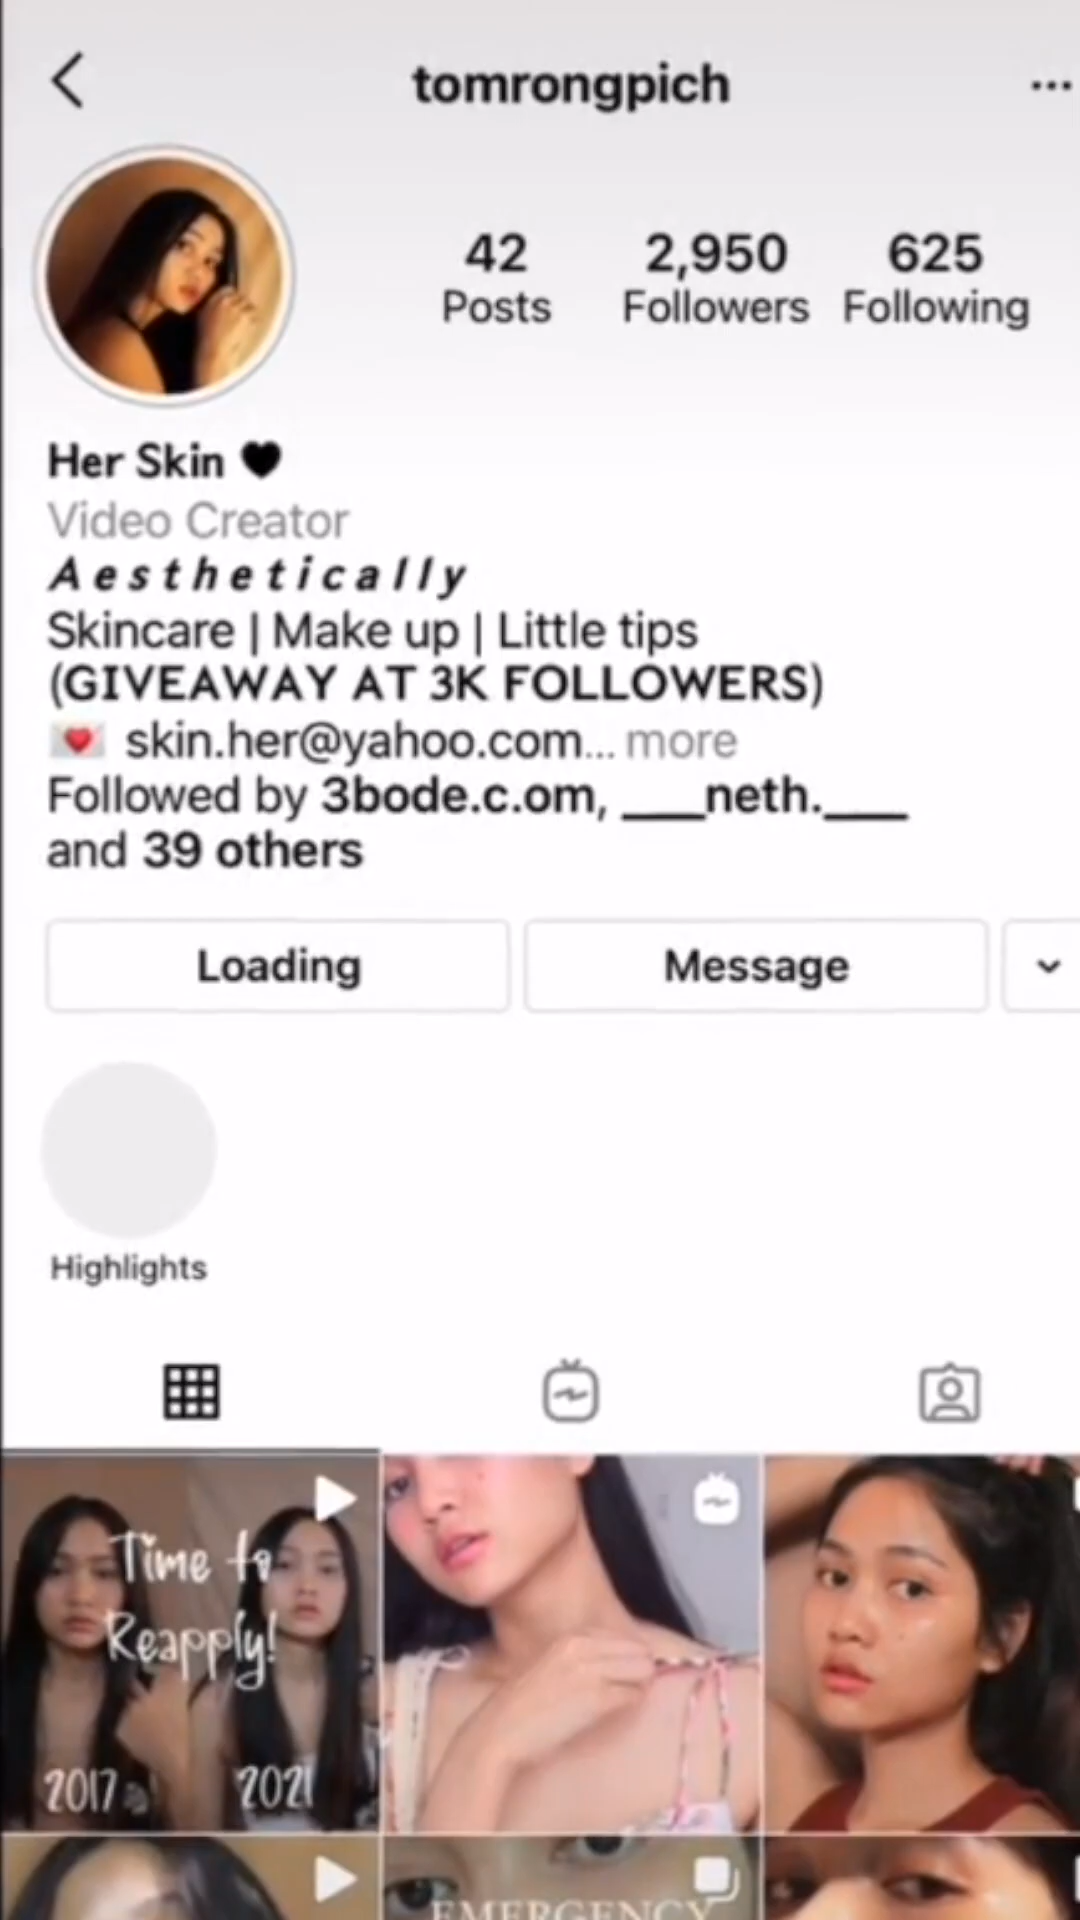 tomrongpich
42 2,950 625
Posts Followers Following
Her Skin 🖤
Video Creator
Aesthetically
Skincare | Make up | Little tips
(GIVEAWAY AT 3K FOLLOWERS)
💌 skin.her@yahoo.com... more
Followed by 3bode.c.om, ___neth.___
and 39 others
Loading Message
Highlights
Time to
Reapply!
2017 2021
EMERGENCY